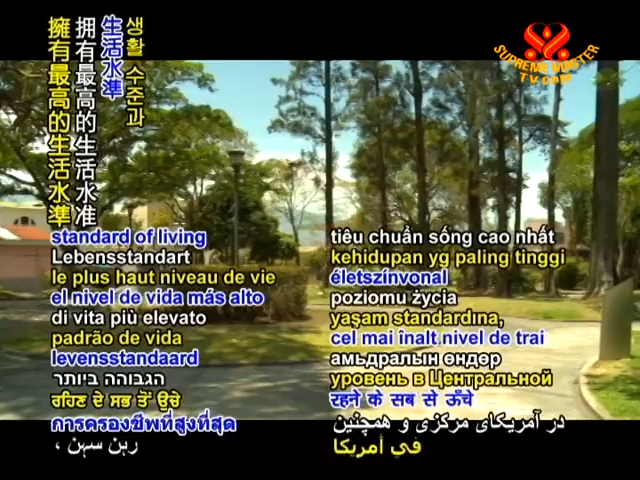 SUPREME MASTER
TV.COM
생활 수준과
生活水準
拥有最高的生活水准
擁有最高的生活水準
standard of living
Lebensstandart
le plus haut niveau de vie
el nivel de vida más alto
di vita più elevato
padrão de vida
levensstandaard
הגבוהה ביותר
ਰਹਿਣ ਦੇ ਸਭ ਤੋਂ ਉਚੇ
การครองชีพที่สูงที่สุด
ربن سهن ،
tiêu chuẩn sống cao nhất
kehidupan yg paling tinggi
életszínvonal
poziomu życia
yaşam standardına,
cel mai înalt nivel de trai
амьдралын өндөр
уровень в Центральной
रहने के सब से ऊँचे
در آمریکای مرکزی و همچنین
في أمريكا